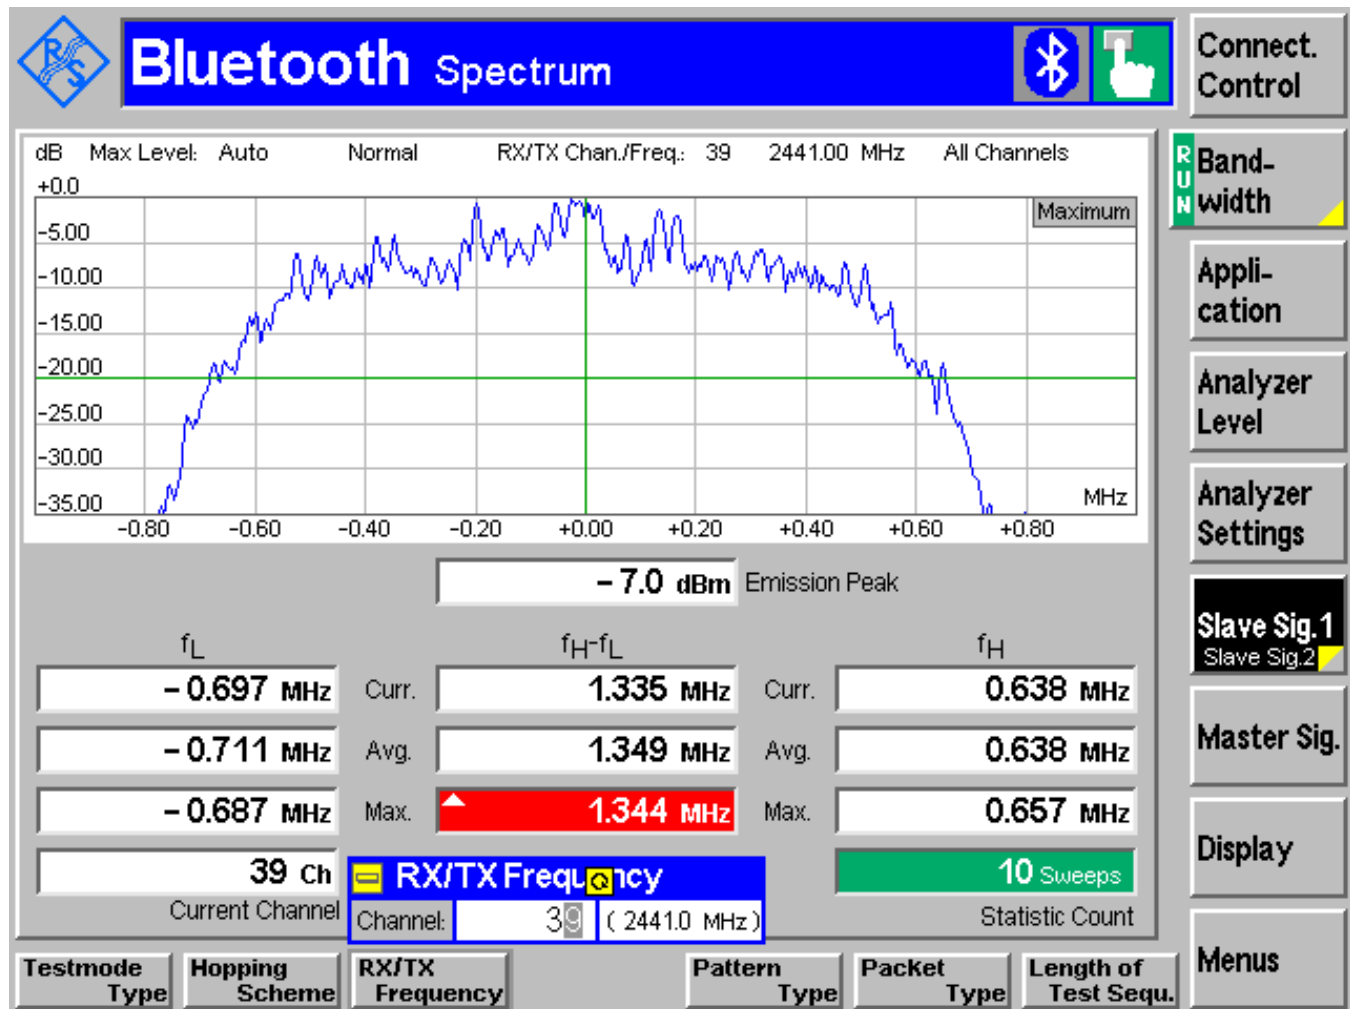 R&S
Bluetooth Spectrum
Connect.
Control
dB Max Level: Auto Normal RX/TX Chan./Freq.: 39 2441.00 MHz All Channels
+0.0
Maximum
-5.00
-10.00
-15.00
-20.00
-25.00
-30.00
-35.00
MHz
-0.80 -0.60 -0.40 -0.20 +0.00 +0.20 +0.40 +0.60 +0.80
RUN
Band-
width
Appli-
cation
Analyzer
Level
Analyzer
Settings
Slave Sig.1
Slave Sig.2
Master Sig.
Display
Menus
-7.0 dBm Emission Peak
fL fH-fL fH
-0.697 MHz Curr. 1.335 MHz Curr. 0.638 MHz
-0.711 MHz Avg. 1.349 MHz Avg. 0.638 MHz
-0.687 MHz Max. 1.344 MHz Max. 0.657 MHz
39 Ch
Current Channel
RX/TX Frequency
Channel: 39 ( 2441.0 MHz )
10 Sweeps
Statistic Count
Testmode
Type
Hopping
Scheme
RX/TX
Frequency
Pattern
Type
Packet
Type
Length of
Test Sequ.